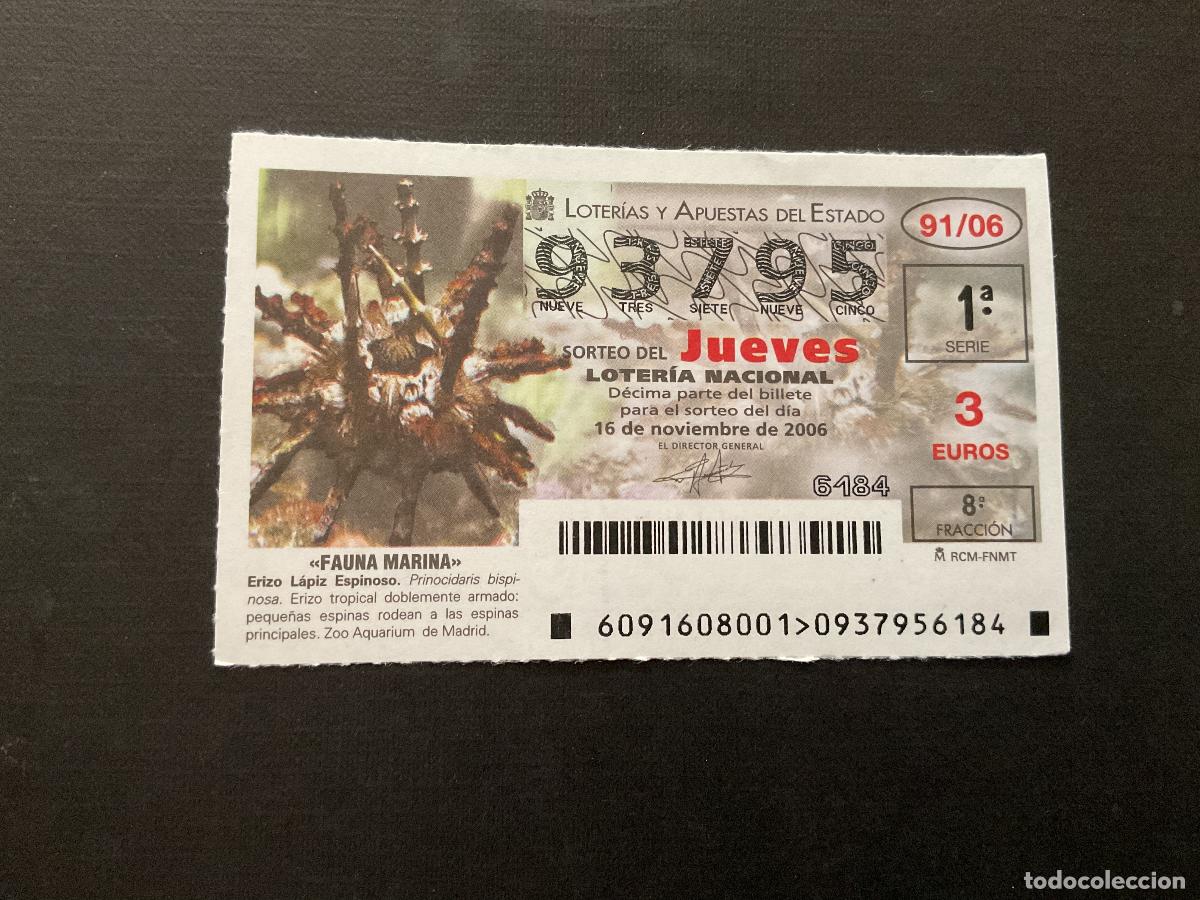 LOTERÍAS Y APUESTAS DEL ESTADO
91/06
93795
NUEVE TRES SIETE NUEVE CINCO
1ª
SERIE
SORTEO DEL Jueves
LOTERÍA NACIONAL
Décima parte del billete
para el sorteo del día
16 de noviembre de 2006
EL DIRECTOR GENERAL
3
EUROS
6184
8ª
FRACCIÓN
RCM-FNMT
«FAUNA MARINA»
Erizo Lápiz Espinoso. Prinocidaris bispi-
nosa. Erizo tropical doblemente armado:
pequeñas espinas rodean a las espinas
principales. Zoo Aquarium de Madrid.
6091608001>0937956184
todocoleccion